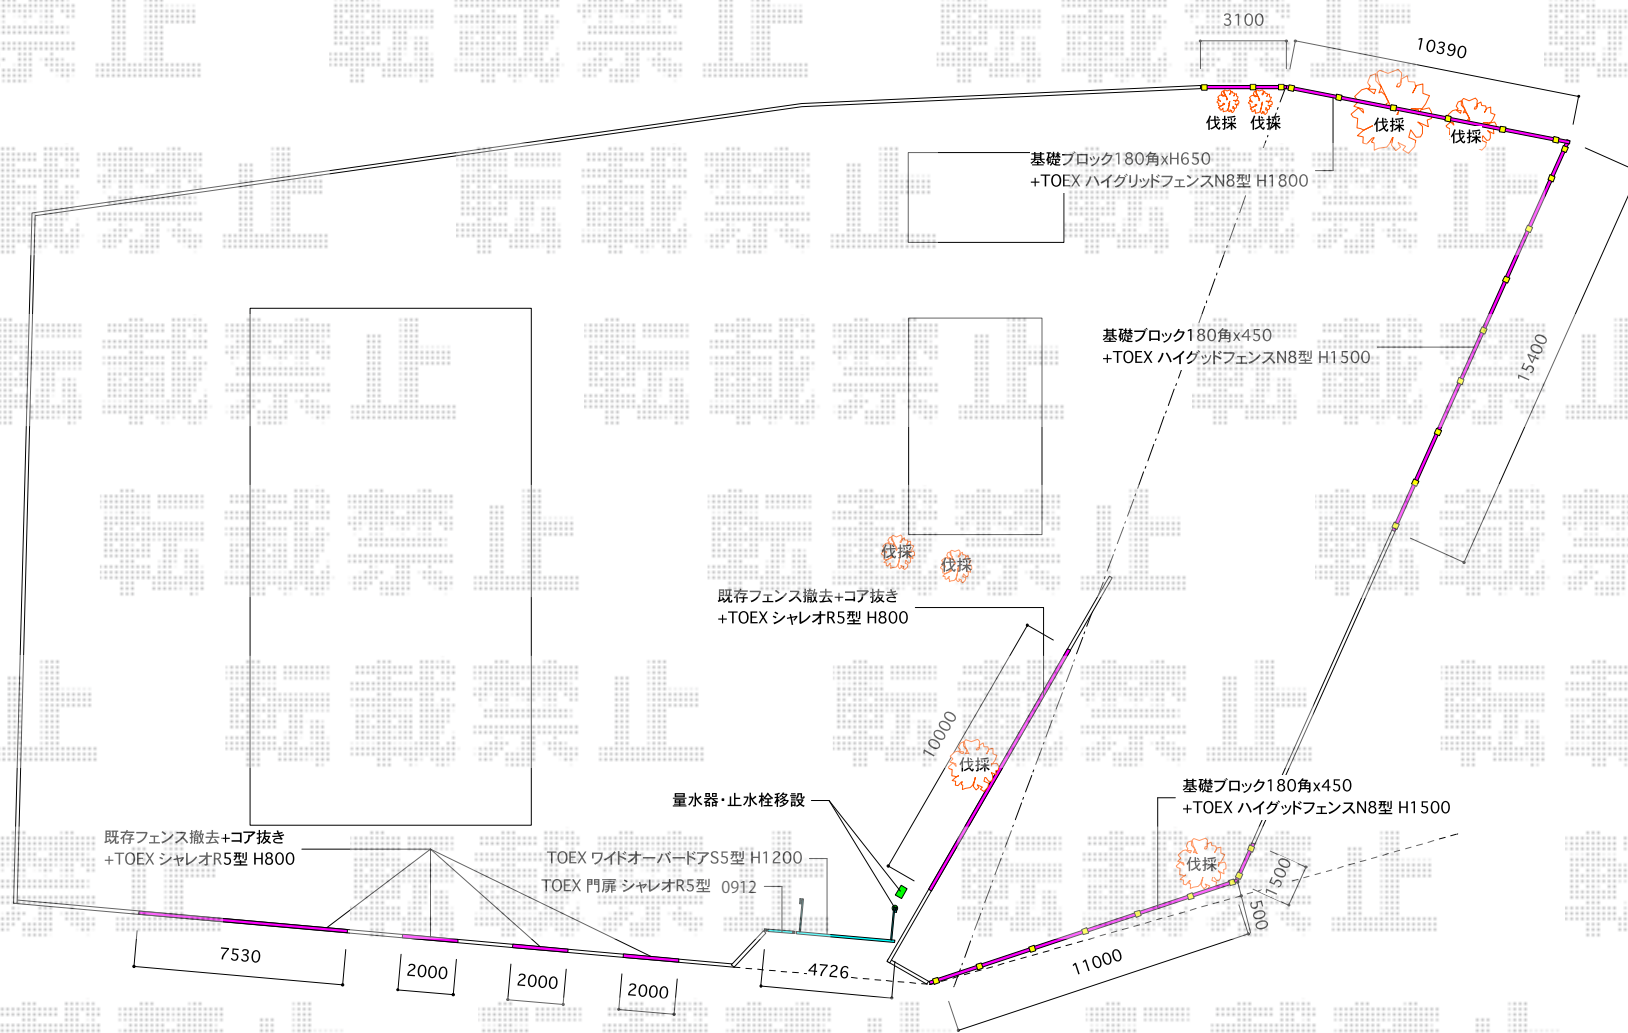 転載禁止
3100
10390
伐採
伐採
伐採
伐採
基礎ブロック180角xH650
+TOEX ハイグリッドフェンスN8型 H1800
基礎ブロック180角x450
+TOEX ハイグッドフェンスN8型 H1500
15400
伐採
伐採
既存フェンス撤去+コア抜き
+TOEX シャレオR5型 H800
10000
伐採
量水器・止水栓移設
基礎ブロック180角x450
+TOEX ハイグッドフェンスN8型 H1500
既存フェンス撤去+コア抜き
+TOEX シャレオR5型 H800
TOEX ワイドオーバードアS5型 H1200
TOEX 門扉 シャレオR5型 0912
伐採
1500
500
7530
2000
2000
2000
4726
11000